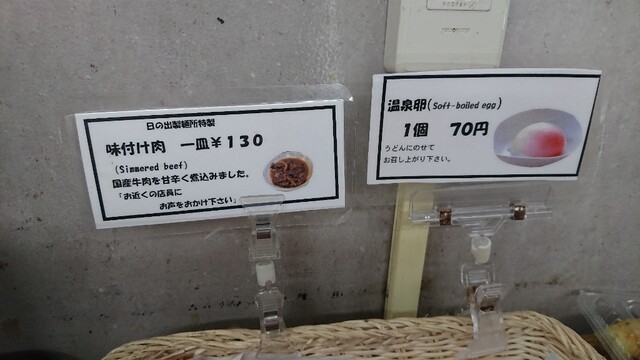 日の出製麺所特製
味付け肉　一皿￥１３０
(Simmered beef)
国産牛肉を甘辛く煮込みました。
「お近くの店員に
お声をおかけ下さい」
温泉卵(Soft-boiled egg)
１個　７０円
うどんにのせて
お召し上がり下さい。